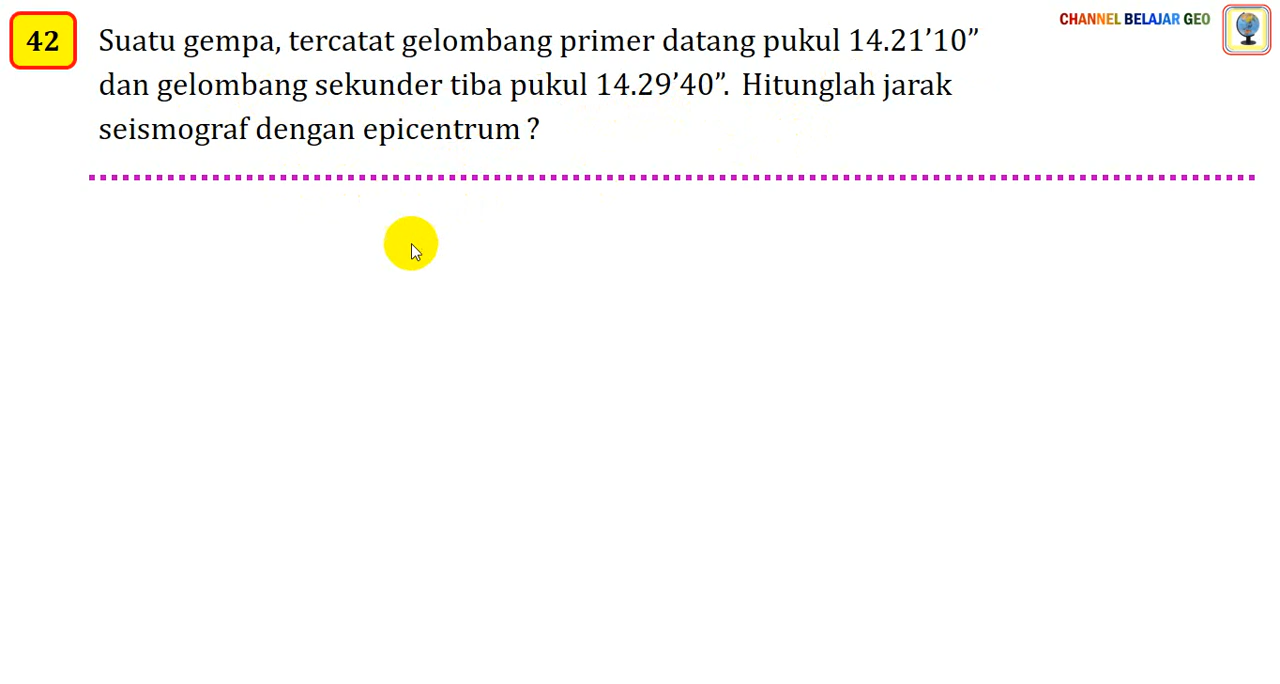 CHANNEL BELAJAR GEO
42
Suatu gempa, tercatat gelombang primer datang pukul 14.21’10”
dan gelombang sekunder tiba pukul 14.29’40”. Hitunglah jarak
seismograf dengan epicentrum ?